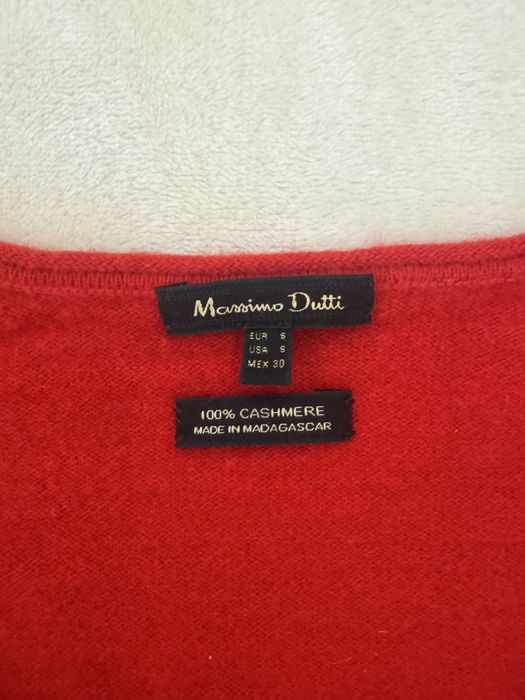 Massimo Dutti
EUR S
USA S
MEX 30
100% CASHMERE
MADE IN MADAGASCAR